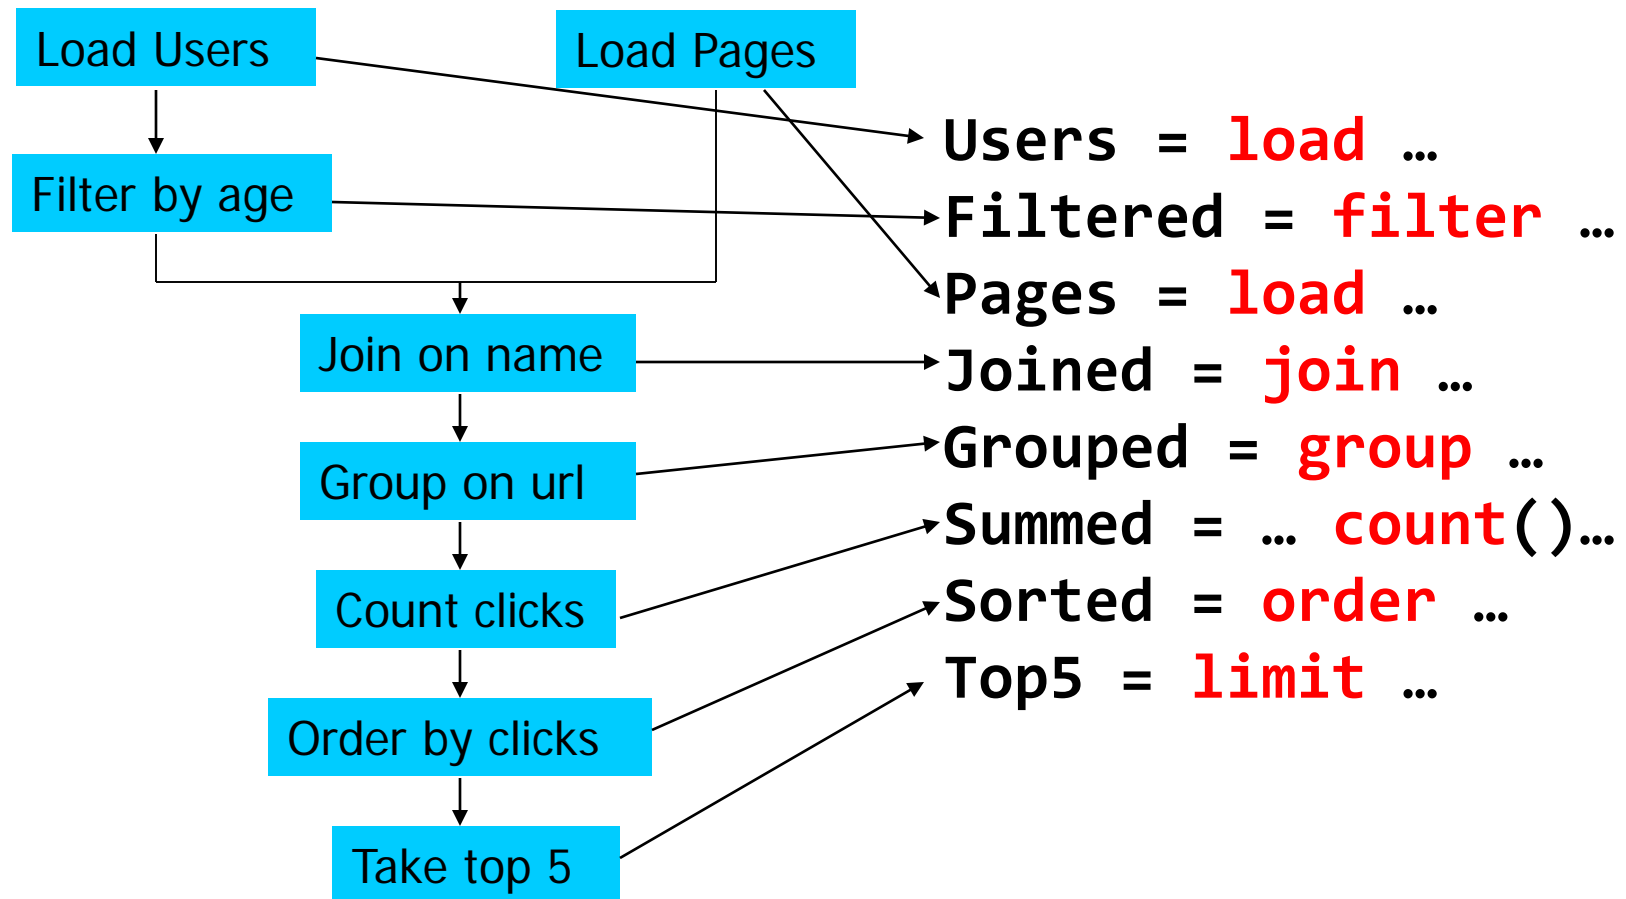 Load Users
Load Pages
Filter by age
Join on name
Group on url
Count clicks
Order by clicks
Take top 5
Users = load …
Filtered = filter …
Pages = load …
Joined = join …
Grouped = group …
Summed = … count()…
Sorted = order …
Top5 = limit …